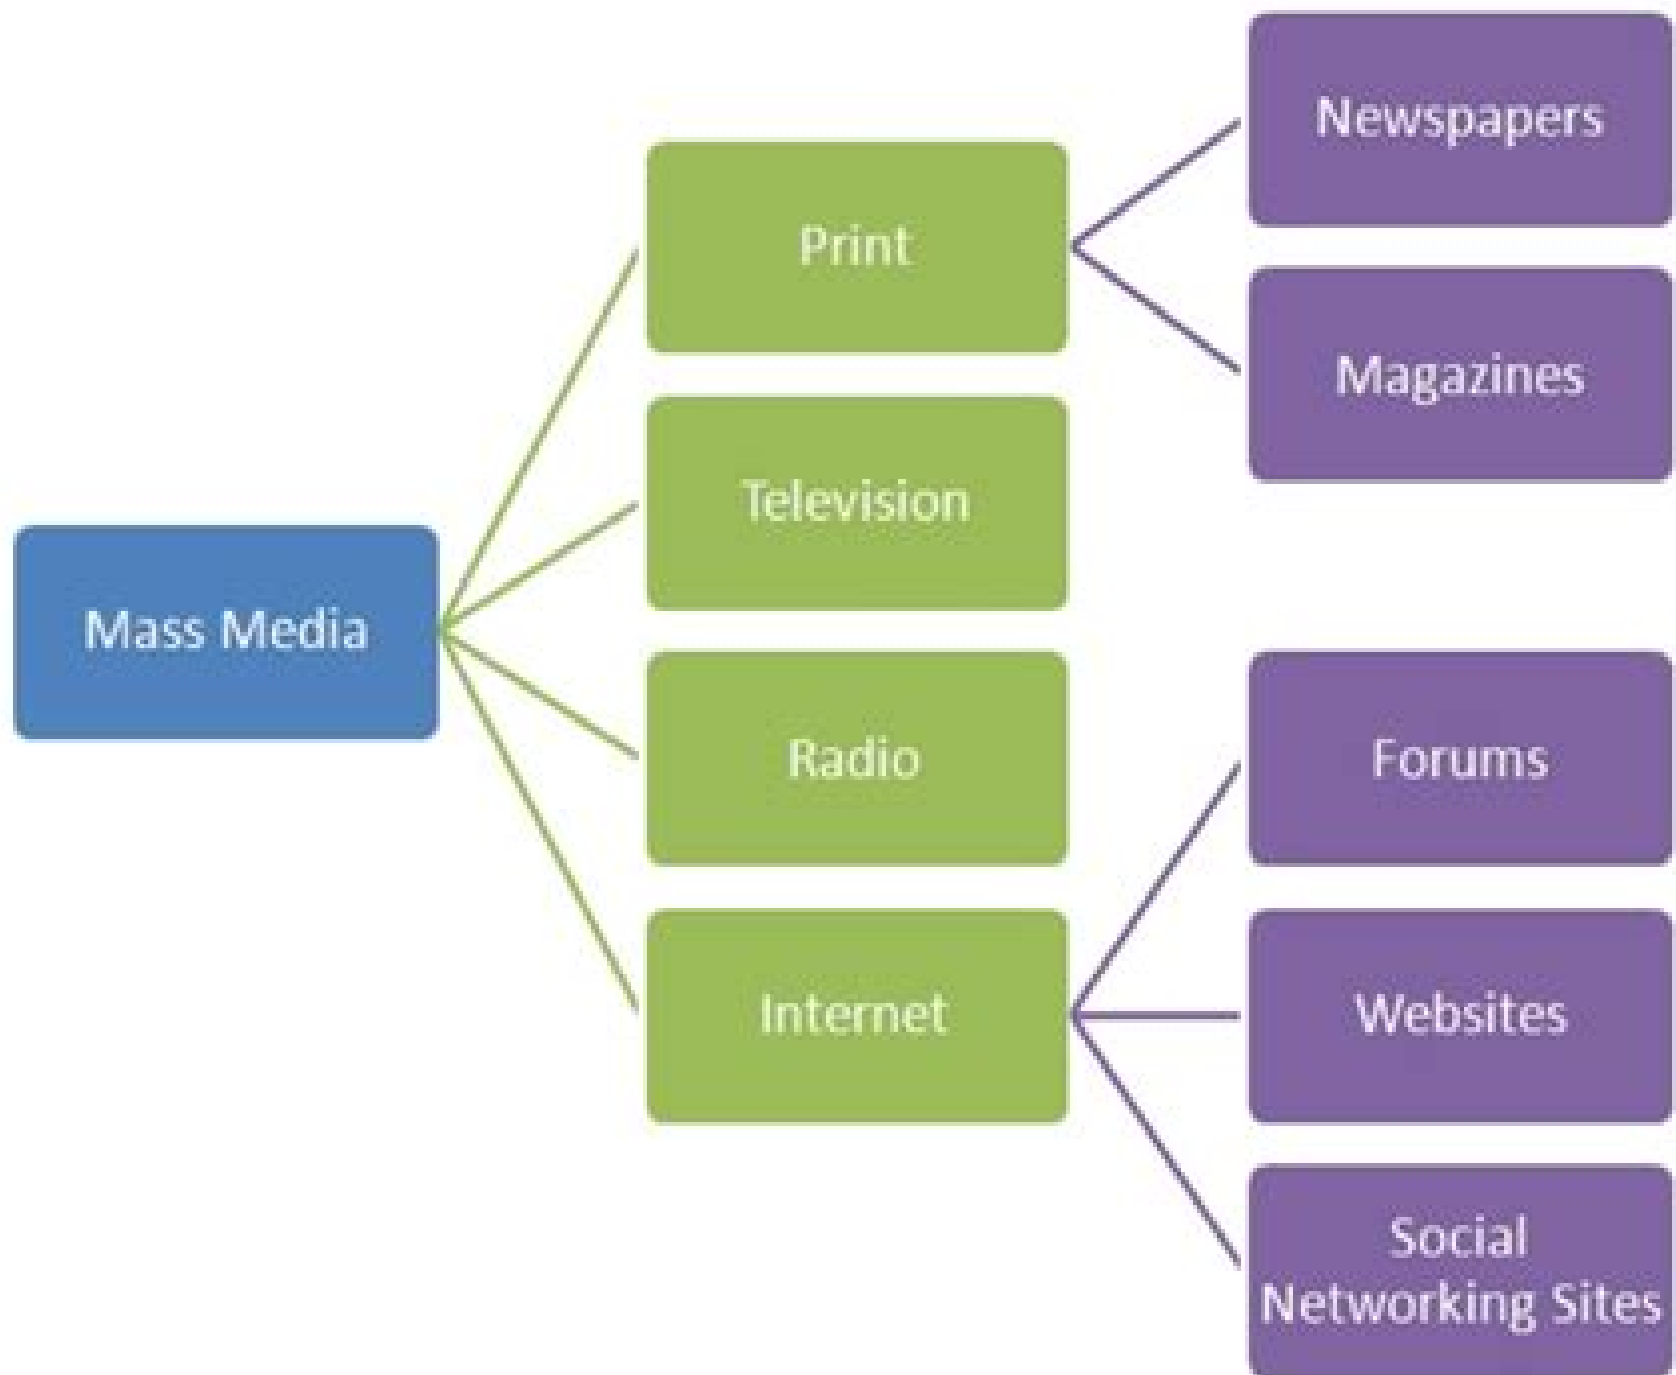 Mass Media
Print
Television
Radio
Internet
Newspapers
Magazines
Forums
Websites
Social
Networking Sites